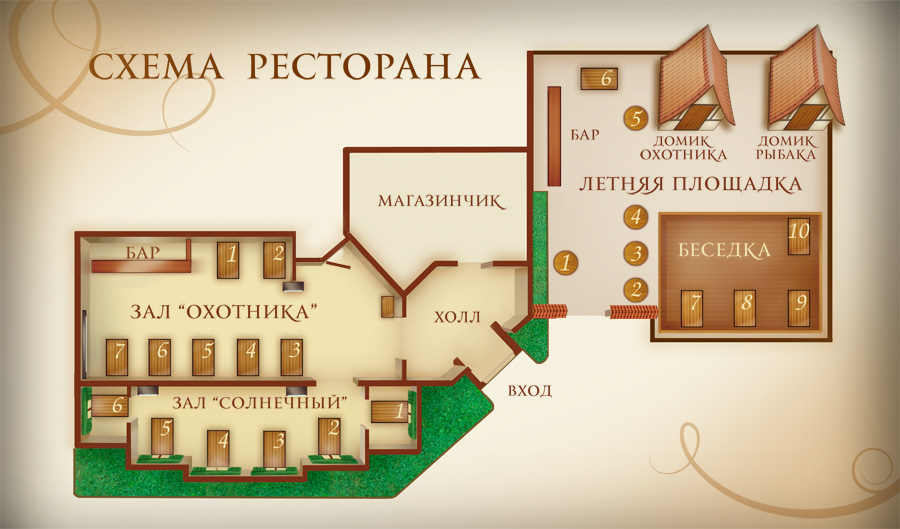 СХЕМА РЕСТОРАНА
6
5
БАР
ДОМИК
ОХОТНИКА
ДОМИК
РЫБАКА
ЛЕТНЯЯ ПЛОЩАДКА
4
3
2
1
БЕСЕДКА
10
7 8 9
МАГАЗИНЧИК
ХОЛЛ
ВХОД
БАР
1 2
ЗАЛ "ОХОТНИКА"
7 6 5 4 3
ЗАЛ "СОЛНЕЧНЫЙ"
6 5 4 3 2 1